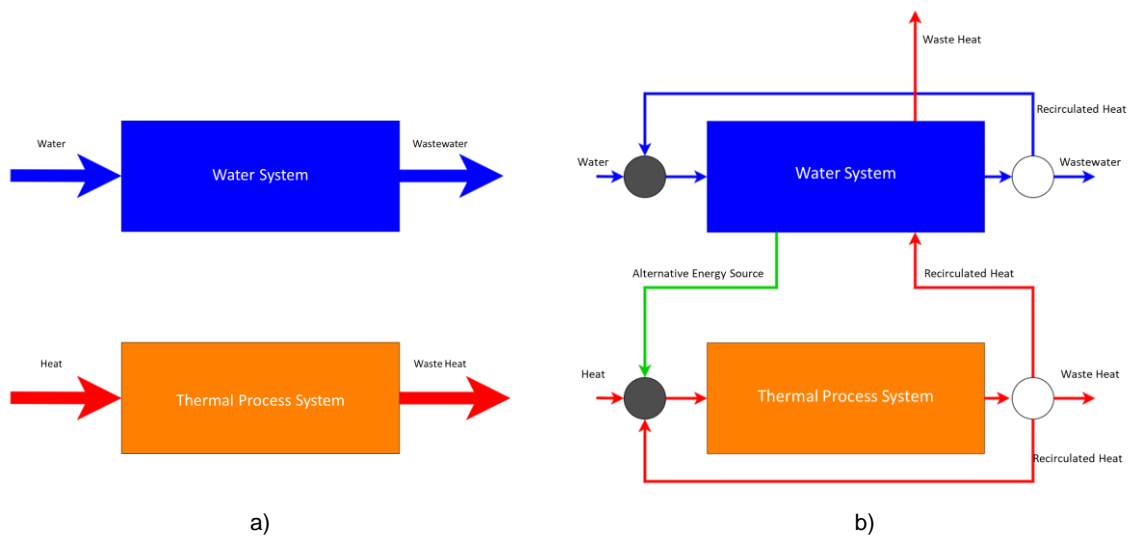 Water
Water System
Wastewater
Heat
Thermal Process System
Waste Heat
a)
Waste Heat
Recirculated Heat
Water
Water System
Wastewater
Alternative Energy Source
Recirculated Heat
Heat
Thermal Process System
Waste Heat
Recirculated Heat
b)